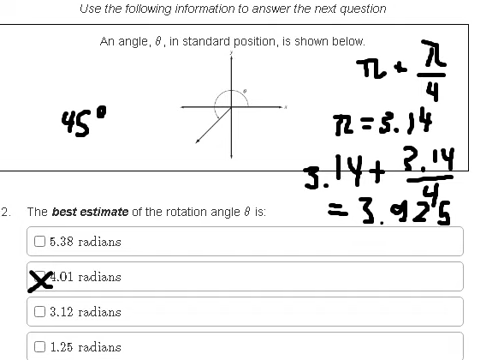 Use the following information to answer the next question
An angle, θ, in standard position, is shown below.
y
θ
x
45°
π + π/4
π = 3.14
3.14 + 3.14/4
= 3.925
2. The best estimate of the rotation angle θ is:
5.38 radians
4.01 radians
3.12 radians
1.25 radians